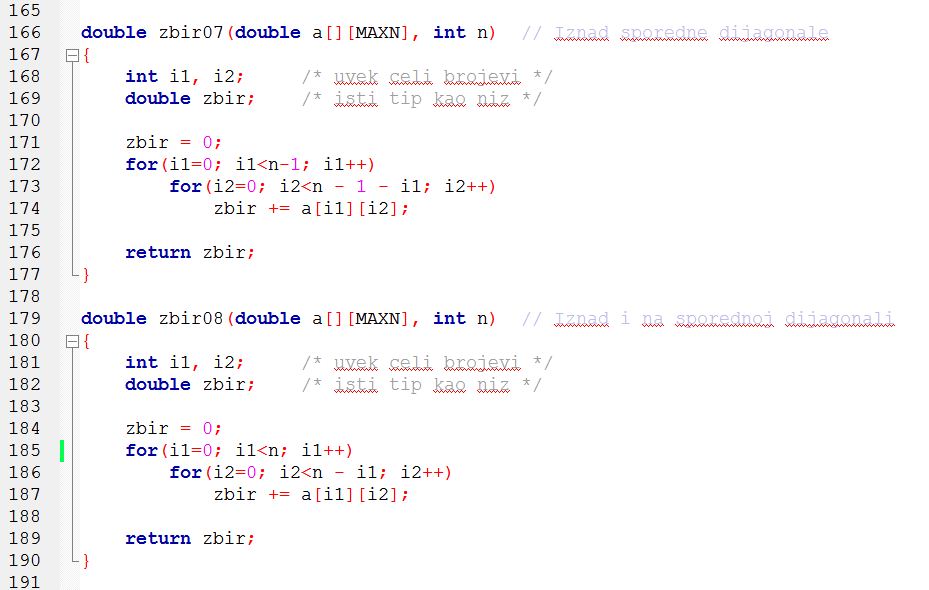 165
166 double zbir07(double a[][MAXN], int n) // Iznad sporedne dijagonale
167 {
168 int i1, i2; /* uvek celi brojevi */
169 double zbir; /* isti tip kao niz */
170
171 zbir = 0;
172 for(i1=0; i1<n-1; i1++)
173 for(i2=0; i2<n - 1 - i1; i2++)
174 zbir += a[i1][i2];
175
176 return zbir;
177 }
178
179 double zbir08(double a[][MAXN], int n) // Iznad i na sporednoj dijagonali
180 {
181 int i1, i2; /* uvek celi brojevi */
182 double zbir; /* isti tip kao niz */
183
184 zbir = 0;
185 for(i1=0; i1<n; i1++)
186 for(i2=0; i2<n - i1; i2++)
187 zbir += a[i1][i2];
188
189 return zbir;
190 }
191